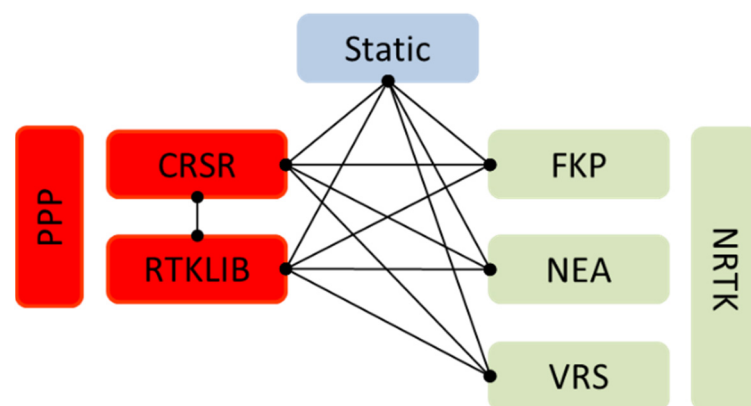 Static
PPP
CRSR
RTKLIB
FKP
NEA
VRS
NRTK